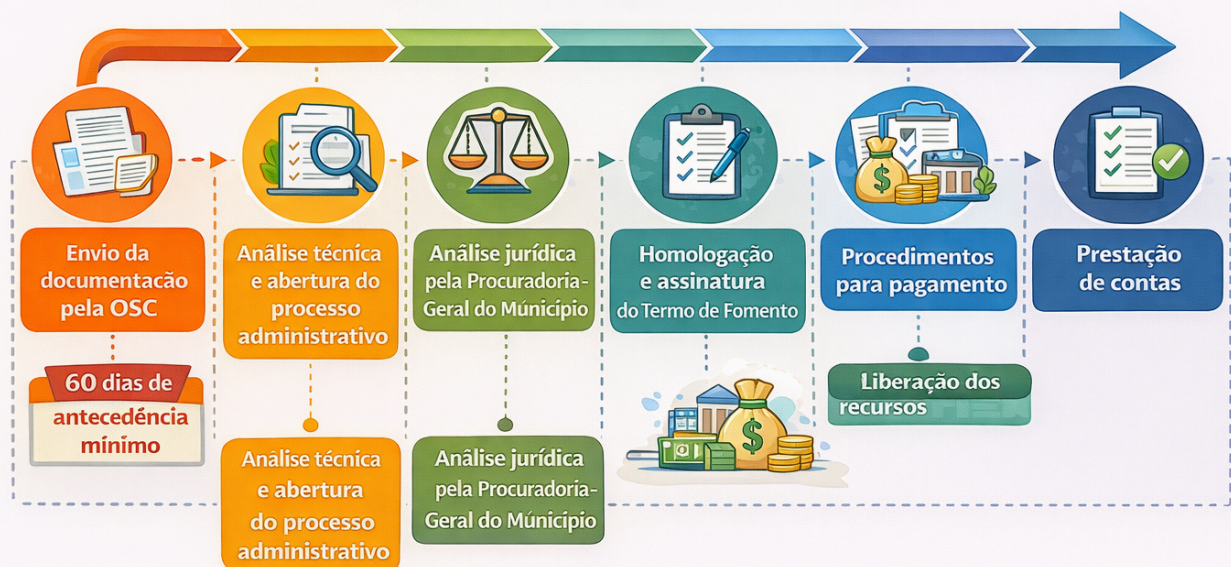 Envio da
documentacão
pela OSC
Análise técnica
e abertura do
processo
administrativo
Análise jurídica
pela Procuradoria-
Geral do Múnicípio
Homologação
e assinatura
do Termo de Fomento
Procedimentos
para pagamento
Prestação
de contas
60 dias de
antecedência
mínimo
Liberação dos
recursos
Análise técnica
e abertura
do processo
administrativo
Análise jurídica
pela Procuradoria-
Geral do Múnicípio